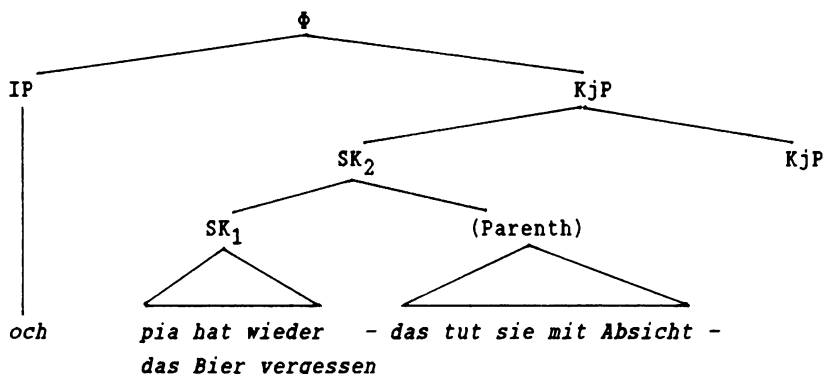 Φ
IP KjP
SK₂ KjP
SK₁ (Parenth)
och pia hat wieder - das tut sie mit Absicht -
das Bier vergessen